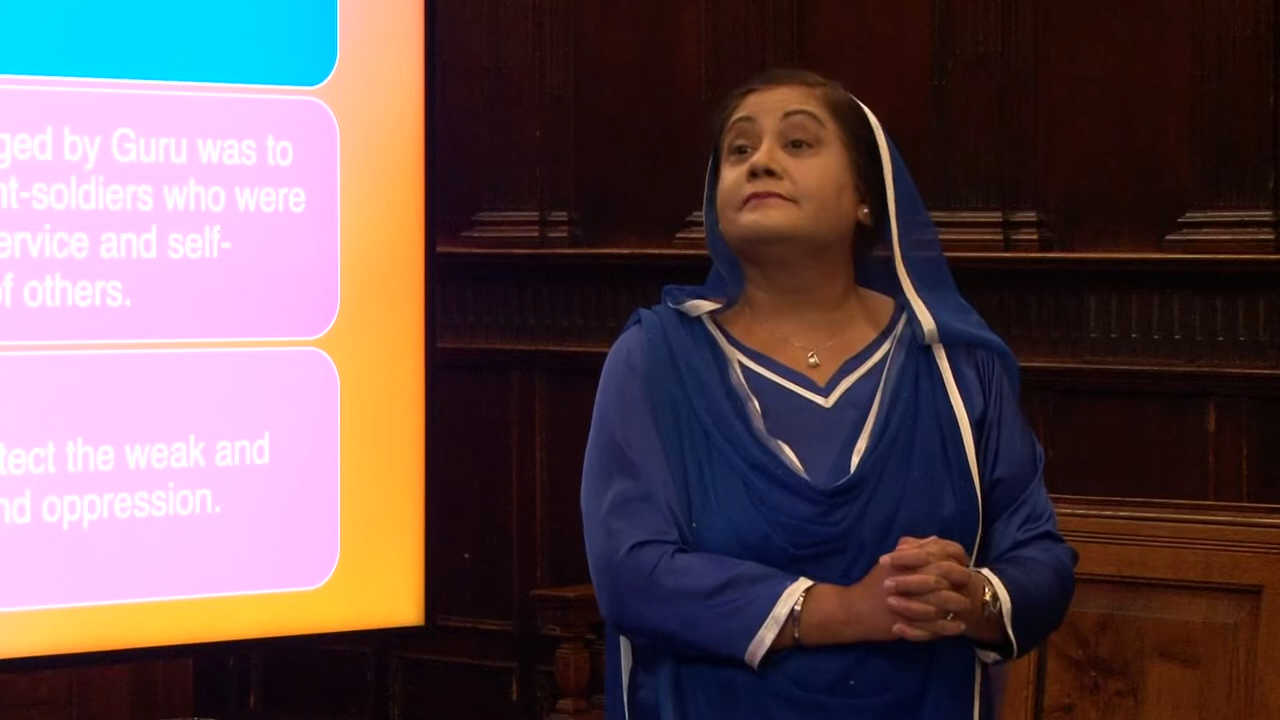 ged by Guru was to
nt-soldiers who were
ervice and self-
of others.
tect the weak and
nd oppression.